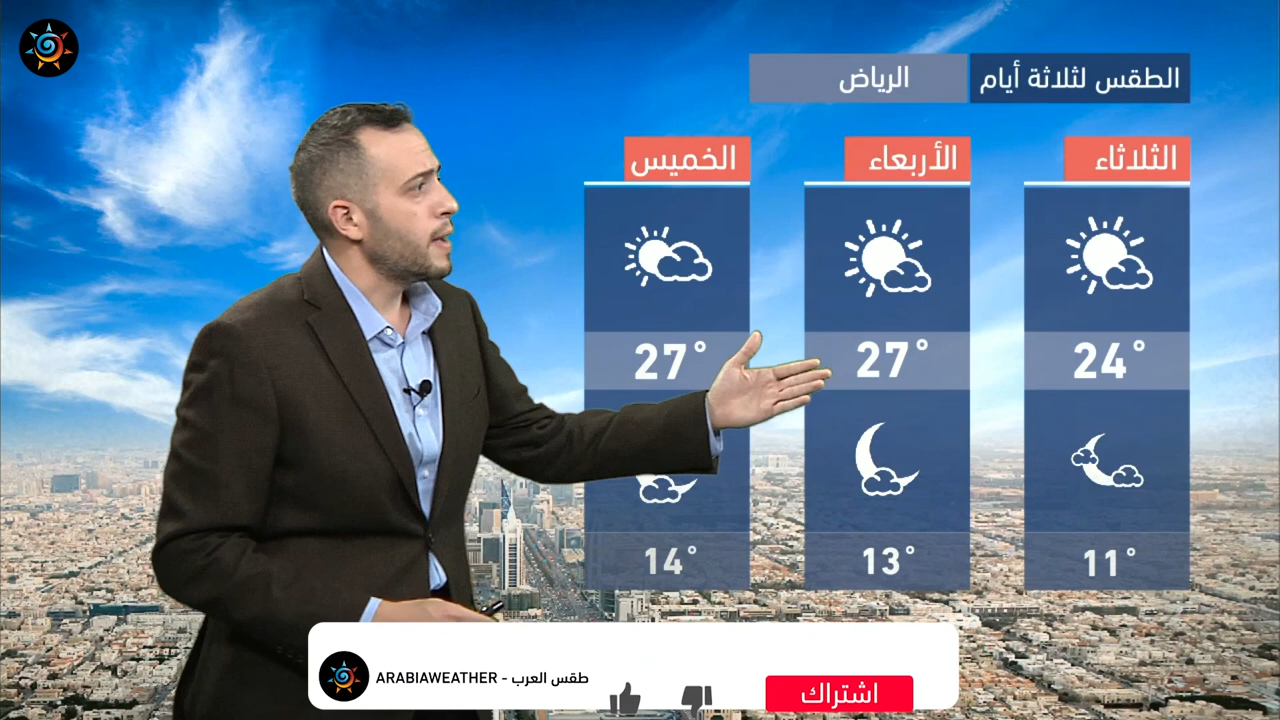 الطقس لثلاثة أيام
الرياض
الثلاثاء
الأربعاء
الخميس
24°
27°
27°
11°
13°
14°
ARABIAWEATHER - طقس العرب
اشتراك